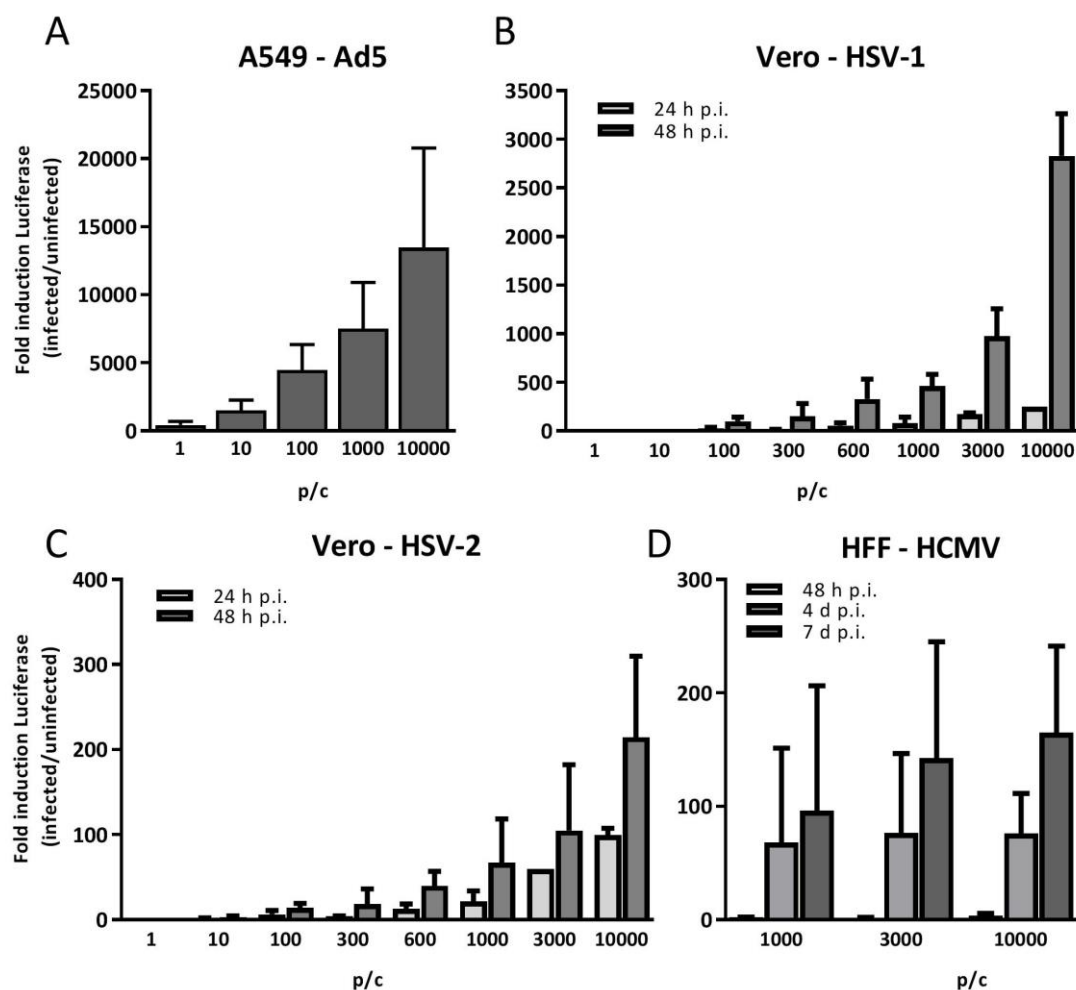 A
A549 - Ad5
Fold induction Luciferase
(infected/uninfected)
25000
20000
15000
10000
5000
0
1 10 100 1000 10000
p/c
B
Vero - HSV-1
24 h p.i.
48 h p.i.
3500
3000
2500
2000
1500
1000
500
0
1 10 100 300 600 1000 3000 10000
p/c
C
Vero - HSV-2
Fold induction Luciferase
(infected/uninfected)
24 h p.i.
48 h p.i.
400
300
200
100
0
1 10 100 300 600 1000 3000 10000
p/c
D
HFF - HCMV
48 h p.i.
4 d p.i.
7 d p.i.
300
200
100
0
1000 3000 10000
p/c